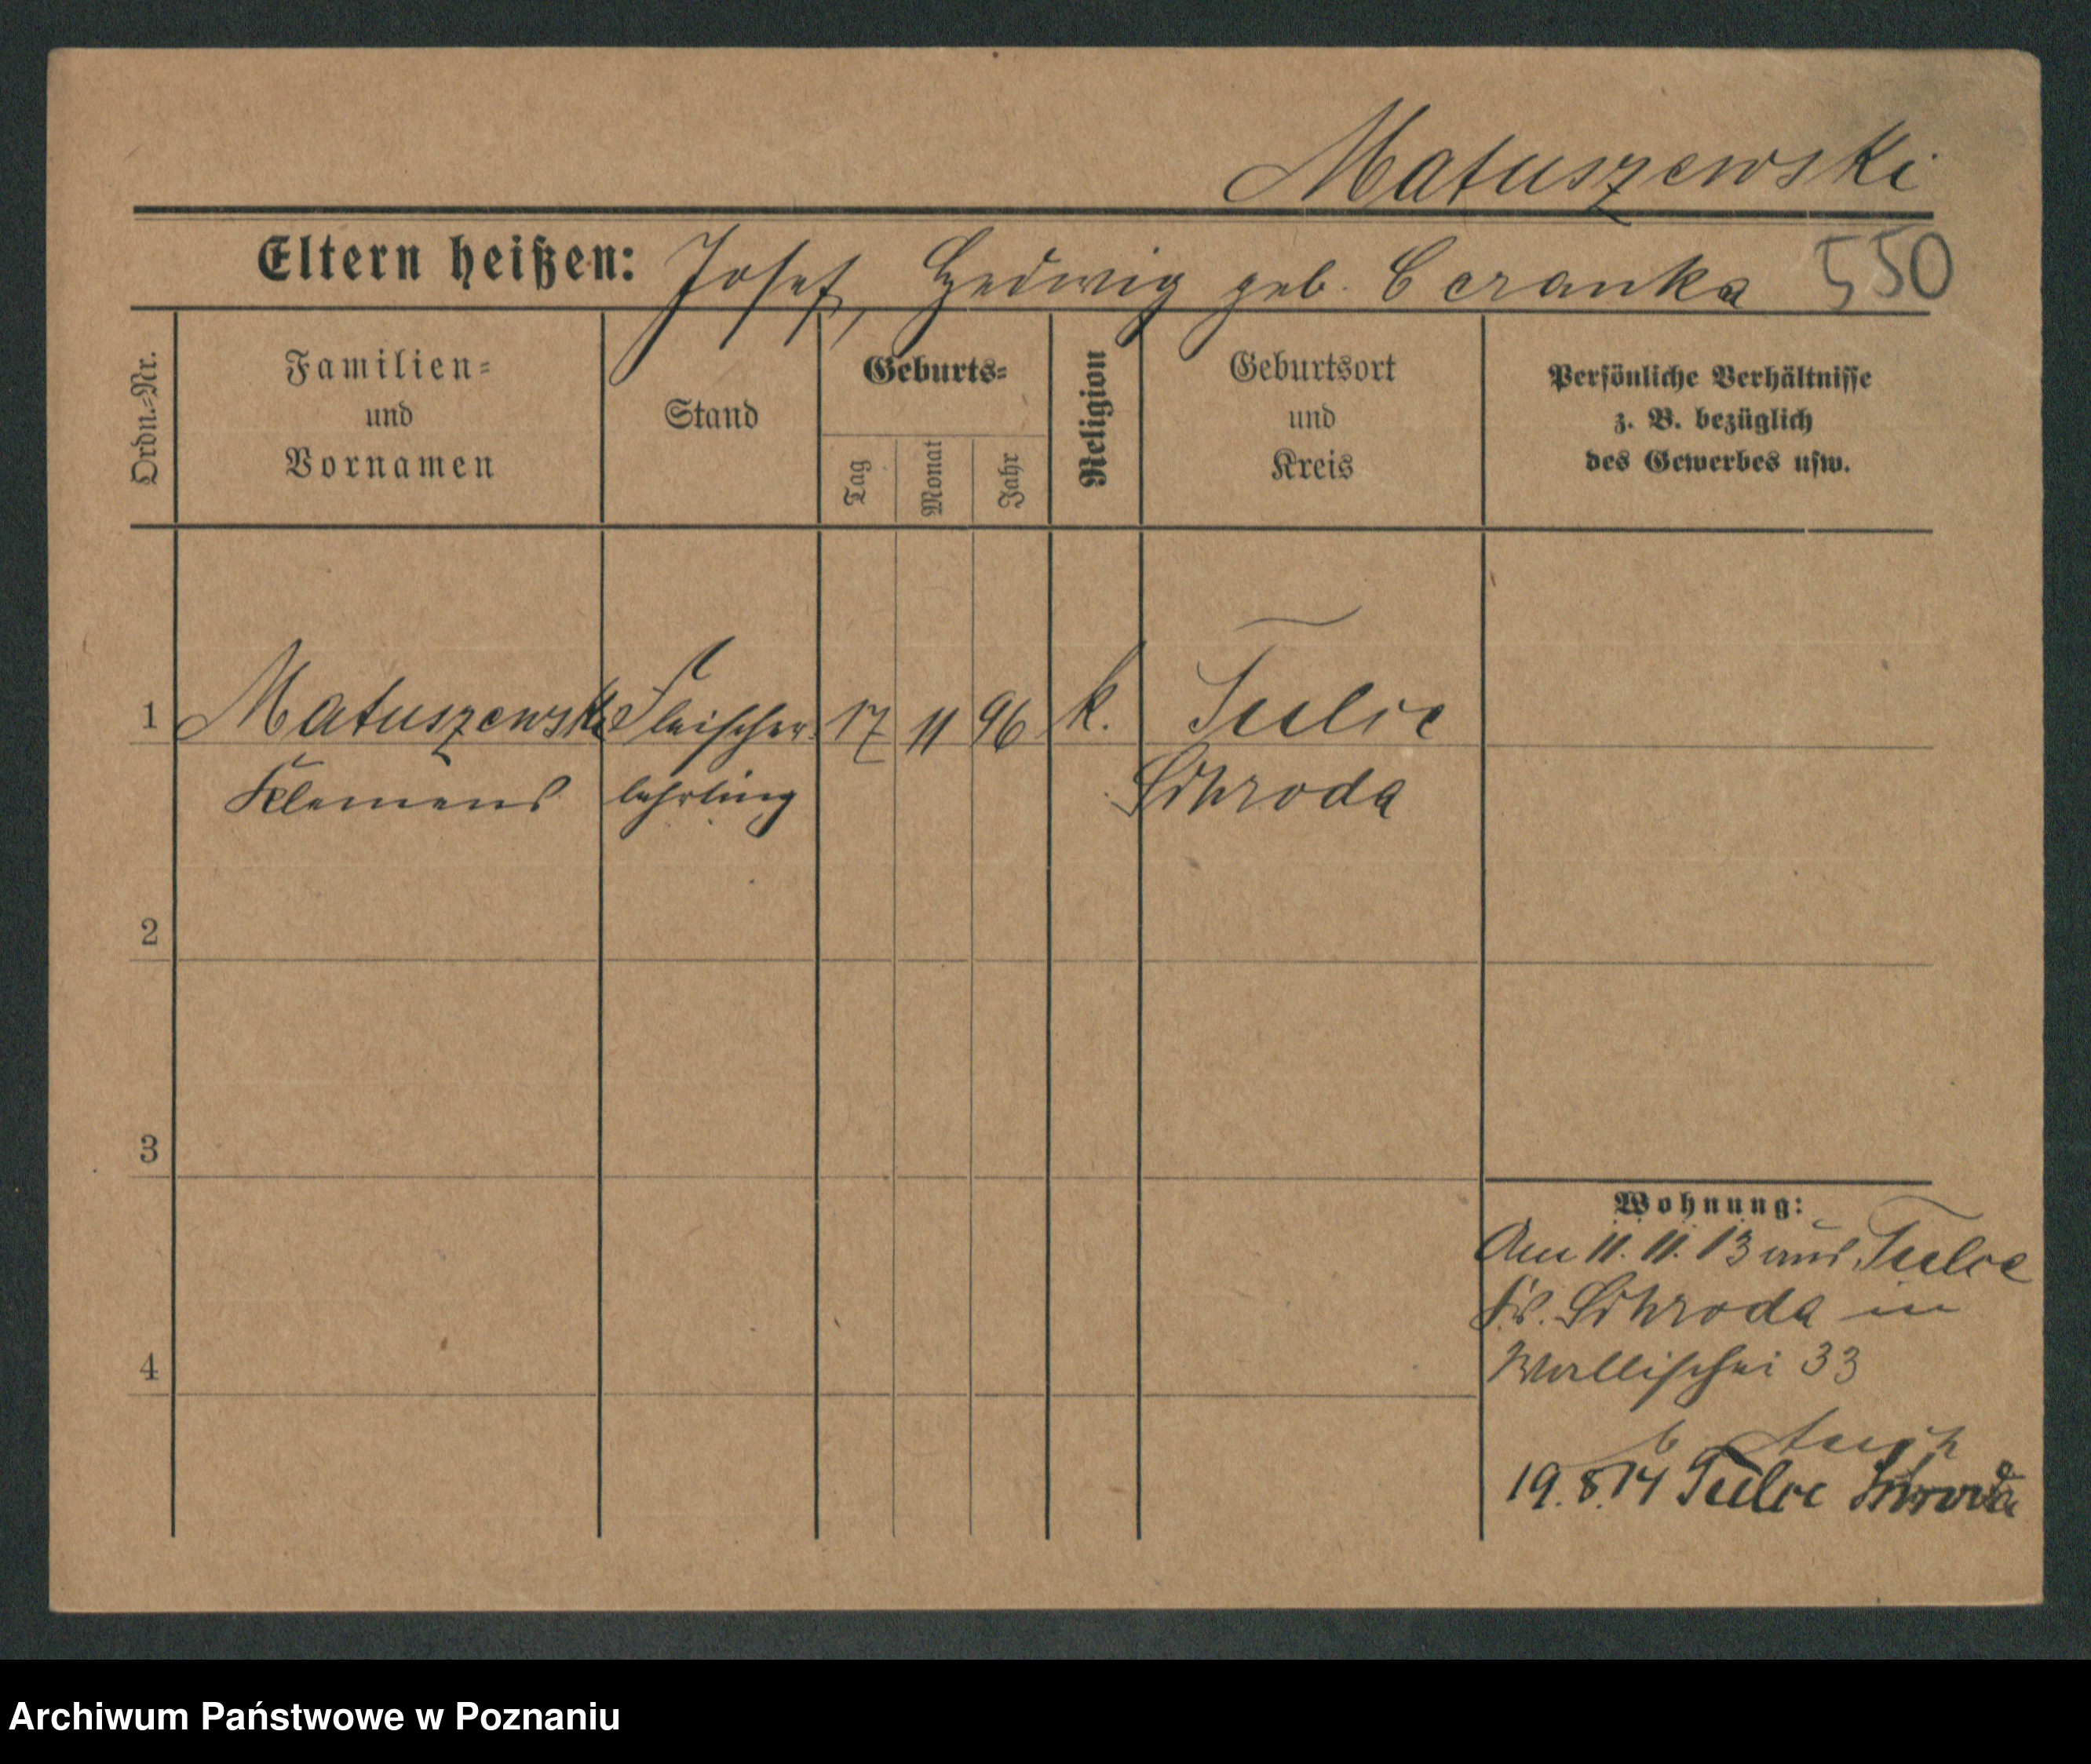 Matuszewski
Eltern heißen: Josef, Hedwig geb. Ceranka 550
Ordn.-Nr.
Familien-
und
Vornamen
Stand
Geburts-
Tag
Monat
Jahr
Religion
Geburtsort
und
Kreis
Persönliche Verhältnisse
z. B. bezüglich
des Gewerbes usw.
1 Matuszewski Fleischer 17 11 96 k. Tulce
Klemens lehrling Schroda
2
3
4
Wohnung:
Am 11.11.13 aus Tulce
Kr. Schroda in
Wallischei 33
19.8.14 Tulce Schroda
Archiwum Państwowe w Poznaniu